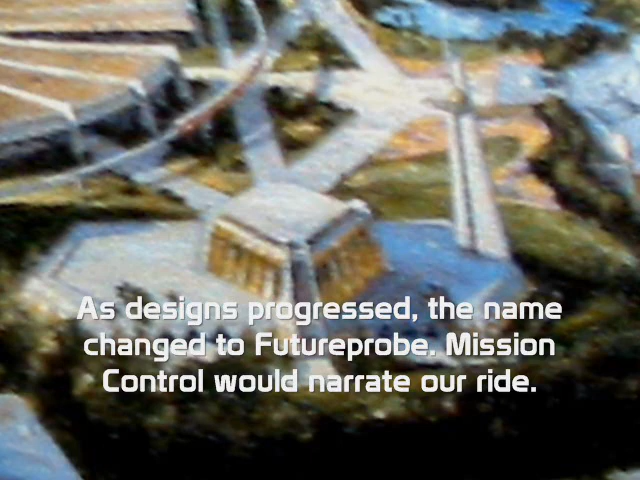 As designs progressed, the name
changed to Futureprobe. Mission
Control would narrate our ride.